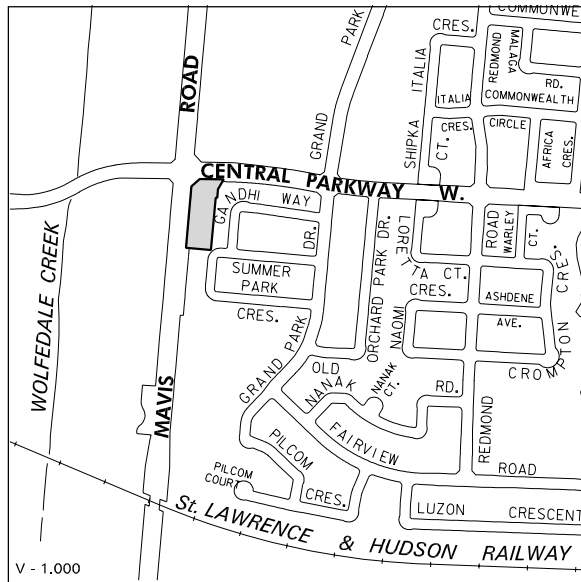 COMMONWE
CRES.
PARK
ITALIA
REDMOND
MALAGA
RD.
ROAD
ITALIA
COMMONWEALTH
GRAND
SHIPKA
CT.
CRES.
CIRCLE
AFRICA
CRES.
CENTRAL PARKWAY W.
GANDHI WAY
DR.
ORCHARD PARK DR.
LORETTA CT.
ROAD
WARLEY
CT.
SUMMER
PARK
CRES.
CRES.
NAOMI
ASHDENE
AVE.
CROMPTON CRES.
WOLFEDALE CREEK
MAVIS
GRAND PARK
OLD
NANAK
RD.
NANAK
CT.
FAIRVIEW
ROAD
REDMOND
PILCOM
CRES.
PILCOM
COURT
LUZON CRESCENT
St. LAWRENCE & HUDSON RAILWAY
V - 1.000